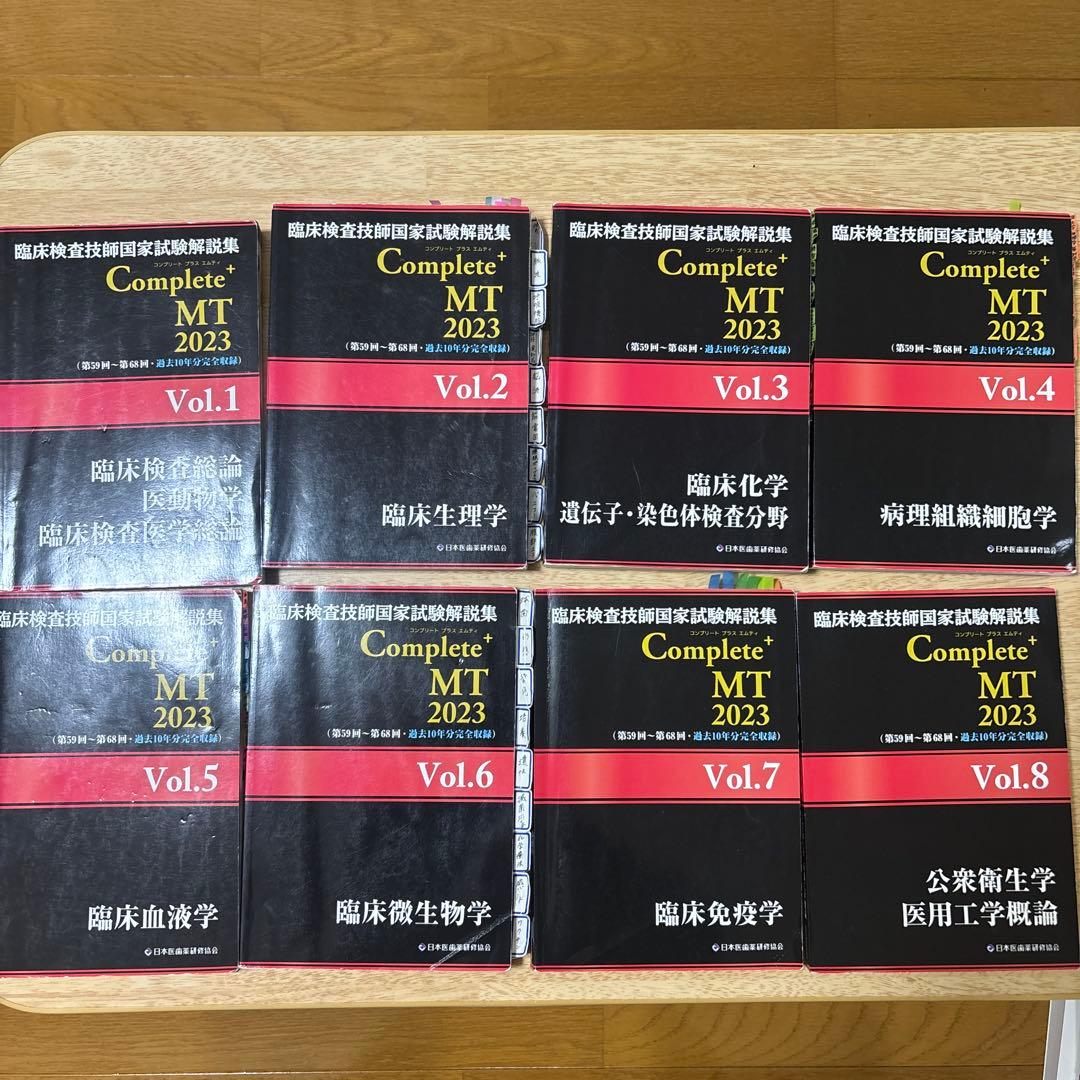 臨床検査技師国家試験解説集
コンプリート プラス エムティ
Complete+
MT
2023
(第59回～第68回・過去10年分完全収録)
Vol.1
臨床検査総論
医動物学
臨床検査医学総論
臨床検査技師国家試験解説集
コンプリート プラス エムティ
Complete+
MT
2023
(第59回～第68回・過去10年分完全収録)
Vol.2
臨床生理学
日本医歯薬研修協会
臨床検査技師国家試験解説集
コンプリート プラス エムティ
Complete+
MT
2023
(第59回～第68回・過去10年分完全収録)
Vol.3
臨床化学
遺伝子・染色体検査分野
日本医歯薬研修協会
臨床検査技師国家試験解説集
コンプリート プラス エムティ
Complete+
MT
2023
(第59回～第68回・過去10年分完全収録)
Vol.4
病理組織細胞学
日本医歯薬研修協会
臨床検査技師国家試験解説集
コンプリート プラス エムティ
Complete+
MT
2023
(第59回～第68回・過去10年分完全収録)
Vol.5
臨床血液学
日本医歯薬研修協会
臨床検査技師国家試験解説集
コンプリート プラス エムティ
Complete+
MT
2023
(第59回～第68回・過去10年分完全収録)
Vol.6
臨床微生物学
日本医歯薬研修協会
臨床検査技師国家試験解説集
コンプリート プラス エムティ
Complete+
MT
2023
(第59回～第68回・過去10年分完全収録)
Vol.7
臨床免疫学
日本医歯薬研修協会
臨床検査技師国家試験解説集
コンプリート プラス エムティ
Complete+
MT
2023
(第59回～第68回・過去10年分完全収録)
Vol.8
公衆衛生学
医用工学概論
日本医歯薬研修協会